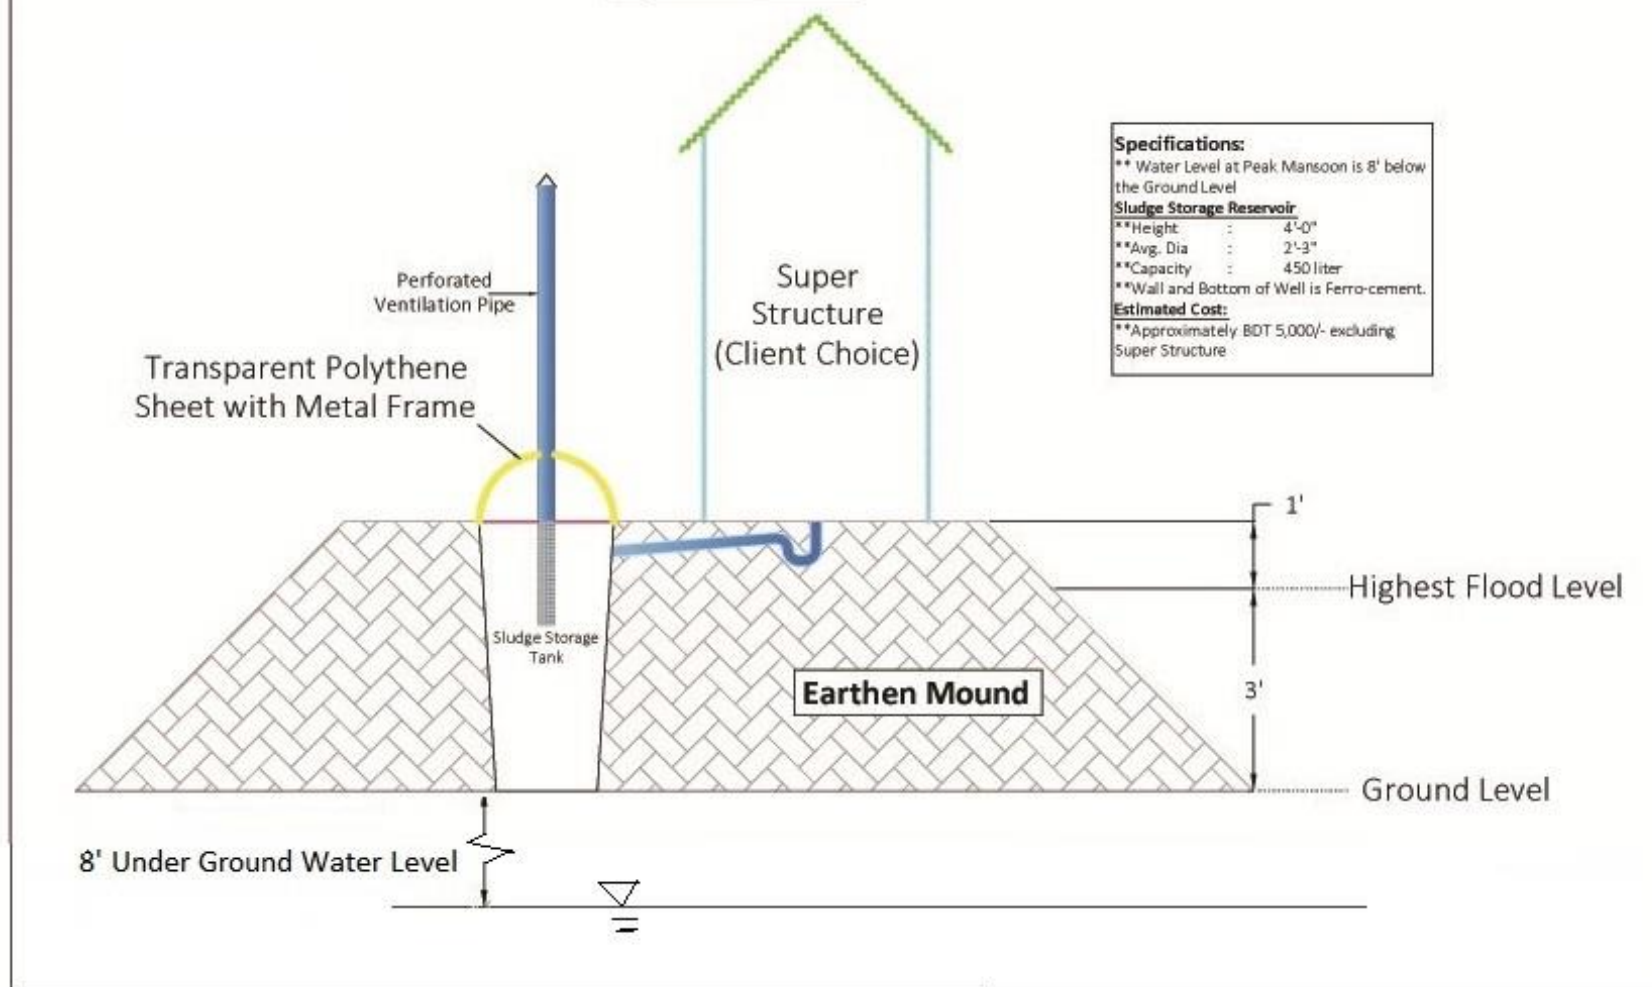 Specifications:
** Water Level at Peak Mansoon is 8' below
the Ground Level
Sludge Storage Reservoir
**Height : 4'-0"
**Avg. Dia : 2'-3"
**Capacity : 450 liter
**Wall and Bottom of Well is Ferro-cement.
Estimated Cost:
**Approximately BDT 5,000/- excluding
Super Structure
Perforated
Ventilation Pipe
Super
Structure
(Client Choice)
Transparent Polythene
Sheet with Metal Frame
1'
Highest Flood Level
Sludge Storage
Tank
Earthen Mound
3'
Ground Level
8' Under Ground Water Level